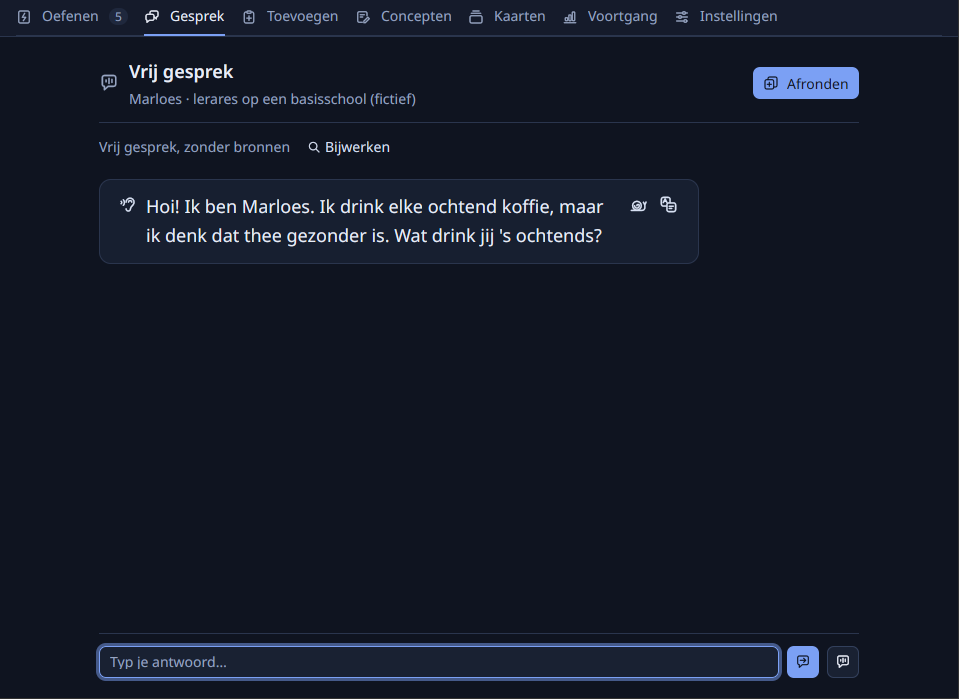 Oefenen 5 Gesprek Toevoegen Concepten Kaarten Voortgang Instellingen
Vrij gesprek
Marloes · lerares op een basisschool (fictief)
Afronden
Vrij gesprek, zonder bronnen Bijwerken
Hoi! Ik ben Marloes. Ik drink elke ochtend koffie, maar
ik denk dat thee gezonder is. Wat drink jij 's ochtends?
Typ je antwoord...